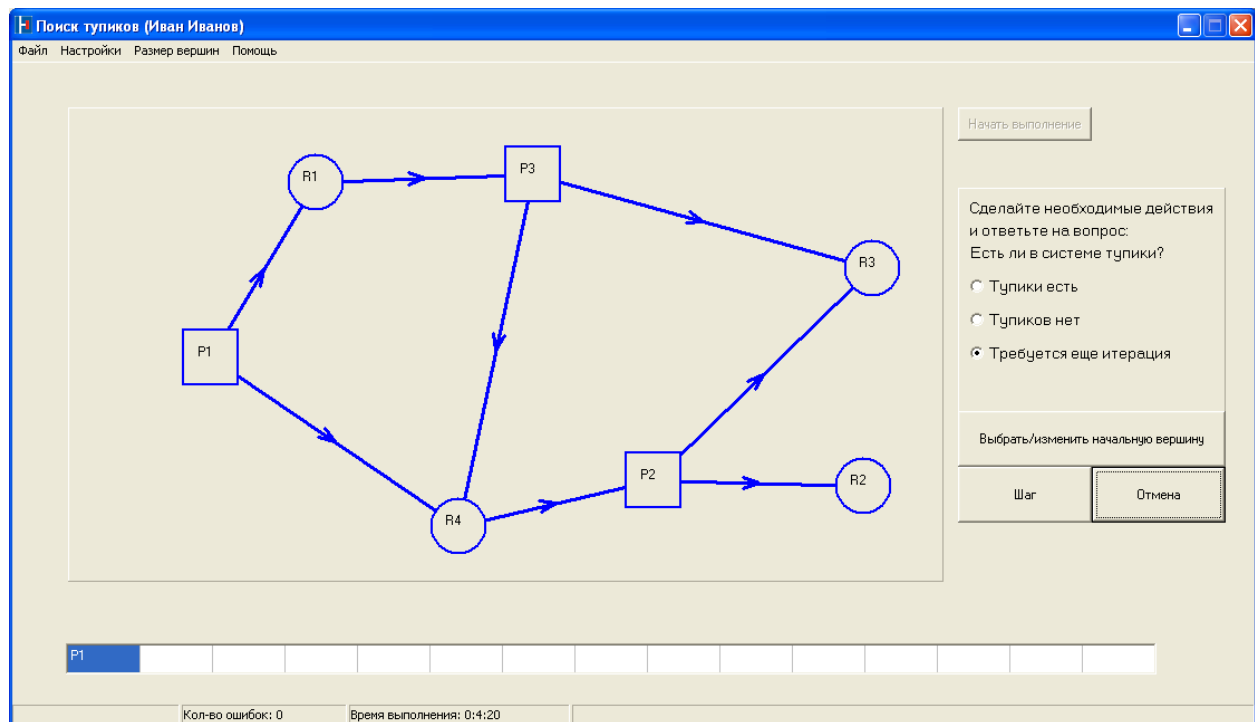 Поиск тупиков (Иван Иванов)
Файл Настройки Размер вершин Помощь
Начать выполнение
R1
P3
R3
P1
P2
R2
R4
Сделайте необходимые действия
и ответьте на вопрос:
Есть ли в системе тупики?
Тупики есть
Тупиков нет
Требуется еще итерация
Выбрать/изменить начальную вершину
Шаг
Отмена
P1
Кол-во ошибок: 0
Время выполнения: 0:4:20